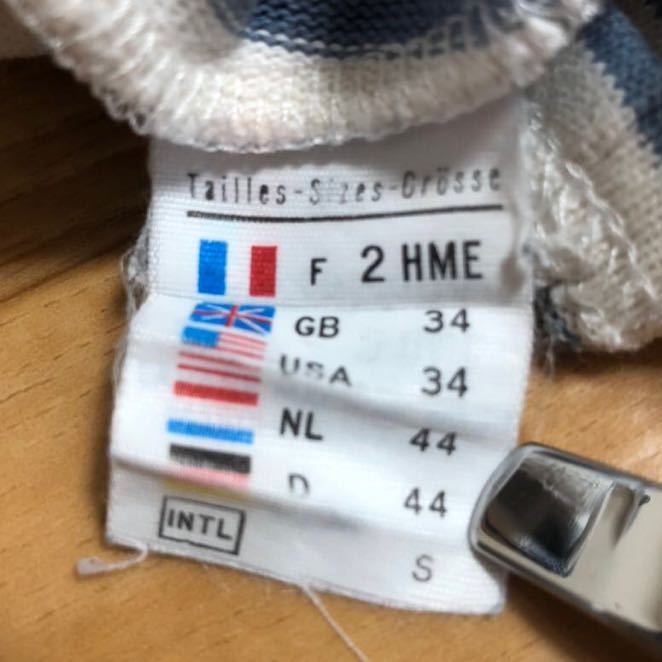 Tailles-Sizes-Grösse
F 2 HME
GB 34
USA 34
NL 44
D 44
INTL S